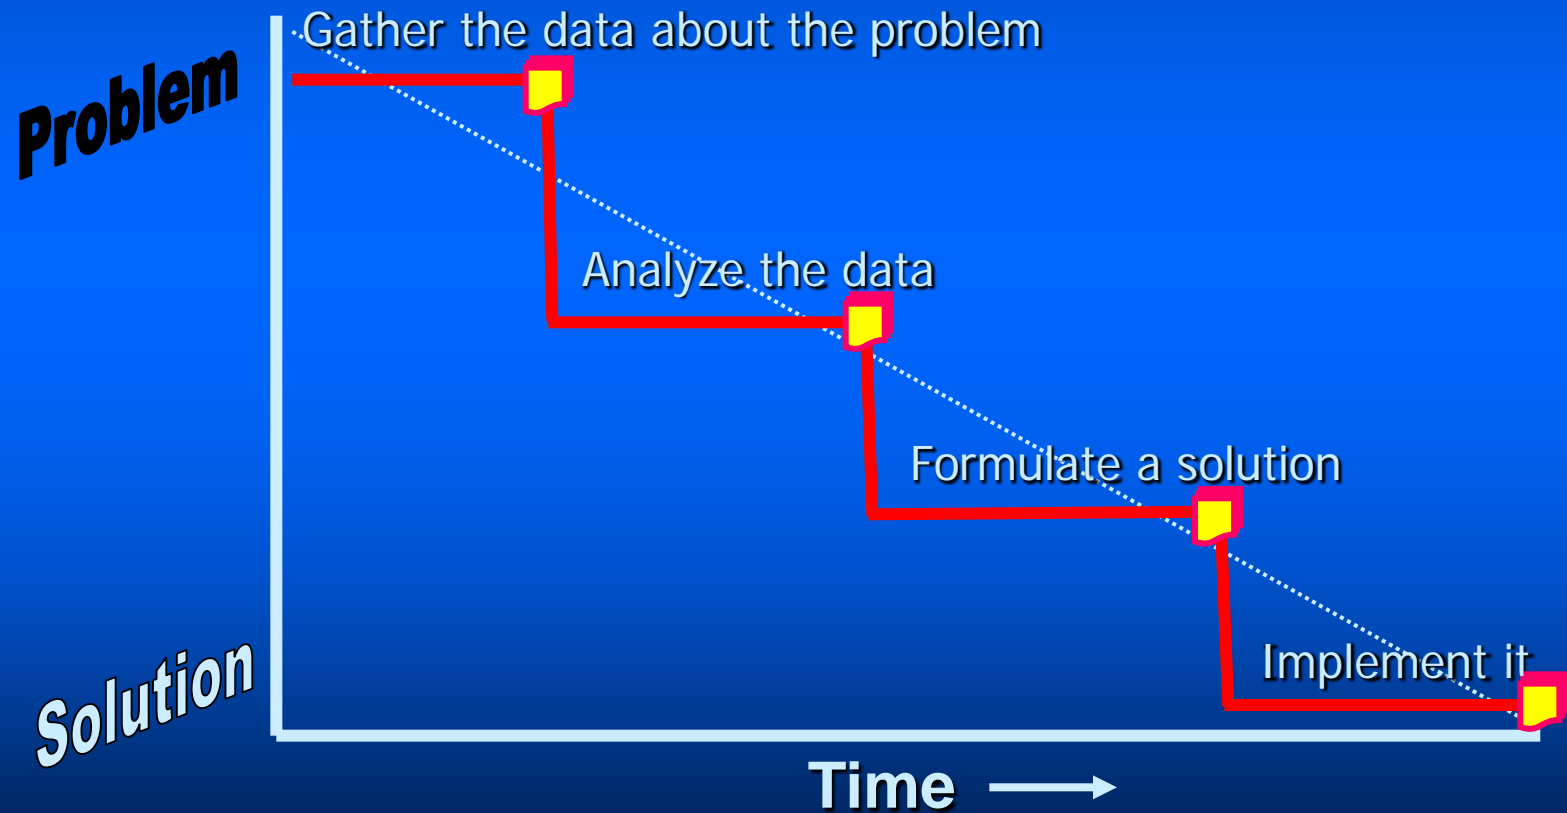 Gather the data about the problem
Problem
Analyze the data
Formulate a solution
Implement it
Solution
Time